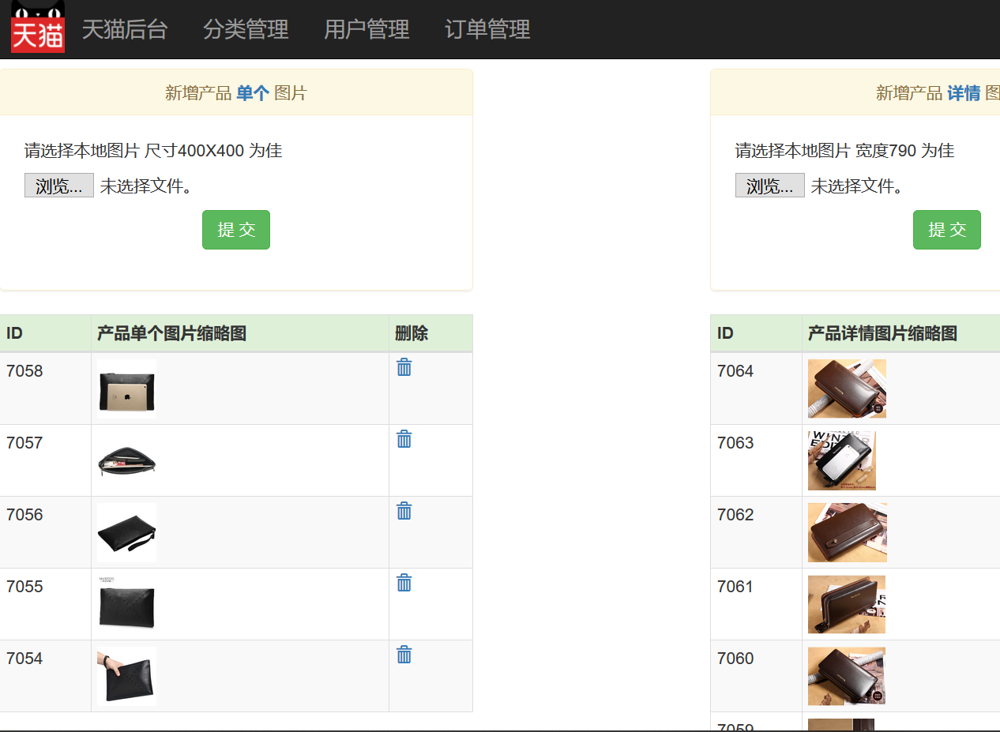 天猫 天猫后台 分类管理 用户管理 订单管理
新增产品 单个 图片
请选择本地图片 尺寸400X400 为佳
浏览... 未选择文件。
提 交
ID 产品单个图片缩略图 删除
7058
7057
7056
7055
7054
新增产品 详情 图
请选择本地图片 宽度790 为佳
浏览... 未选择文件。
提 交
ID 产品详情图片缩略图
7064
7063
WINTER
7062
7061
7060
7059